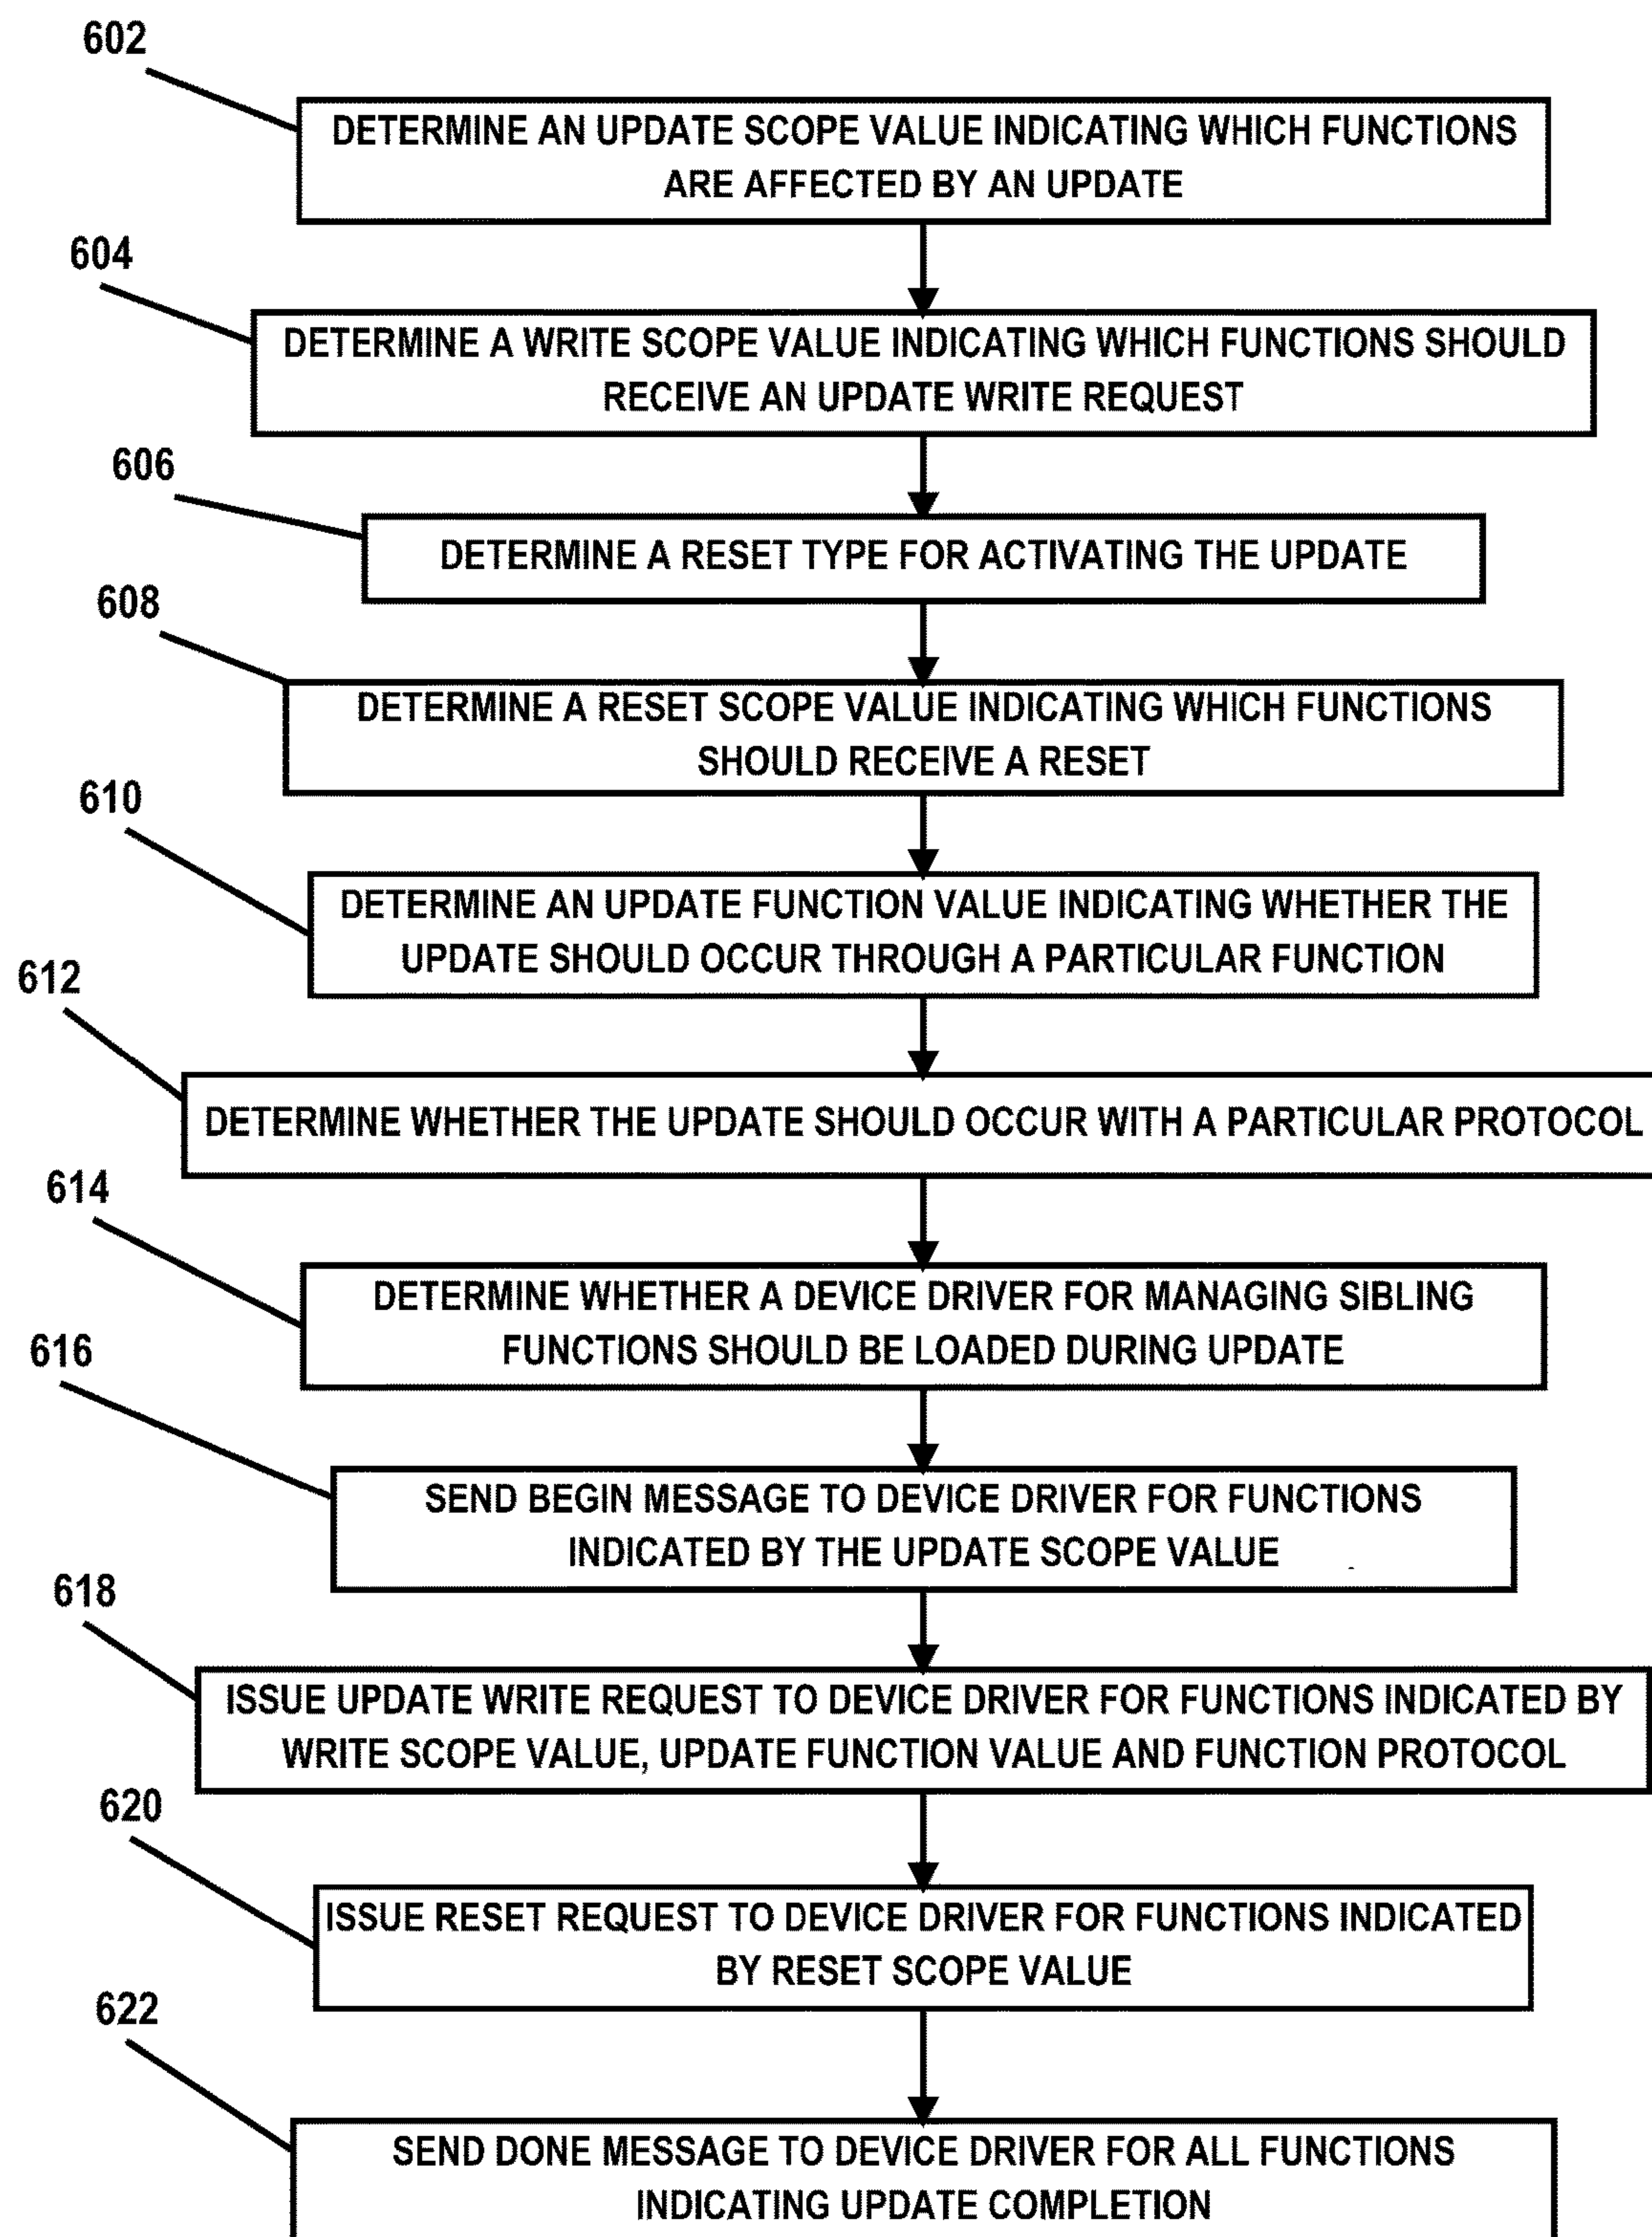 602
DETERMINE AN UPDATE SCOPE VALUE INDICATING WHICH FUNCTIONS
ARE AFFECTED BY AN UPDATE
604
DETERMINE A WRITE SCOPE VALUE INDICATING WHICH FUNCTIONS SHOULD
RECEIVE AN UPDATE WRITE REQUEST
606
DETERMINE A RESET TYPE FOR ACTIVATING THE UPDATE
608
DETERMINE A RESET SCOPE VALUE INDICATING WHICH FUNCTIONS
SHOULD RECEIVE A RESET
610
DETERMINE AN UPDATE FUNCTION VALUE INDICATING WHETHER THE
UPDATE SHOULD OCCUR THROUGH A PARTICULAR FUNCTION
612
DETERMINE WHETHER THE UPDATE SHOULD OCCUR WITH A PARTICULAR PROTOCOL
614
DETERMINE WHETHER A DEVICE DRIVER FOR MANAGING SIBLING
FUNCTIONS SHOULD BE LOADED DURING UPDATE
616
SEND BEGIN MESSAGE TO DEVICE DRIVER FOR FUNCTIONS
INDICATED BY THE UPDATE SCOPE VALUE
618
ISSUE UPDATE WRITE REQUEST TO DEVICE DRIVER FOR FUNCTIONS INDICATED BY
WRITE SCOPE VALUE, UPDATE FUNCTION VALUE AND FUNCTION PROTOCOL
620
ISSUE RESET REQUEST TO DEVICE DRIVER FOR FUNCTIONS INDICATED
BY RESET SCOPE VALUE
622
SEND DONE MESSAGE TO DEVICE DRIVER FOR ALL FUNCTIONS
INDICATING UPDATE COMPLETION